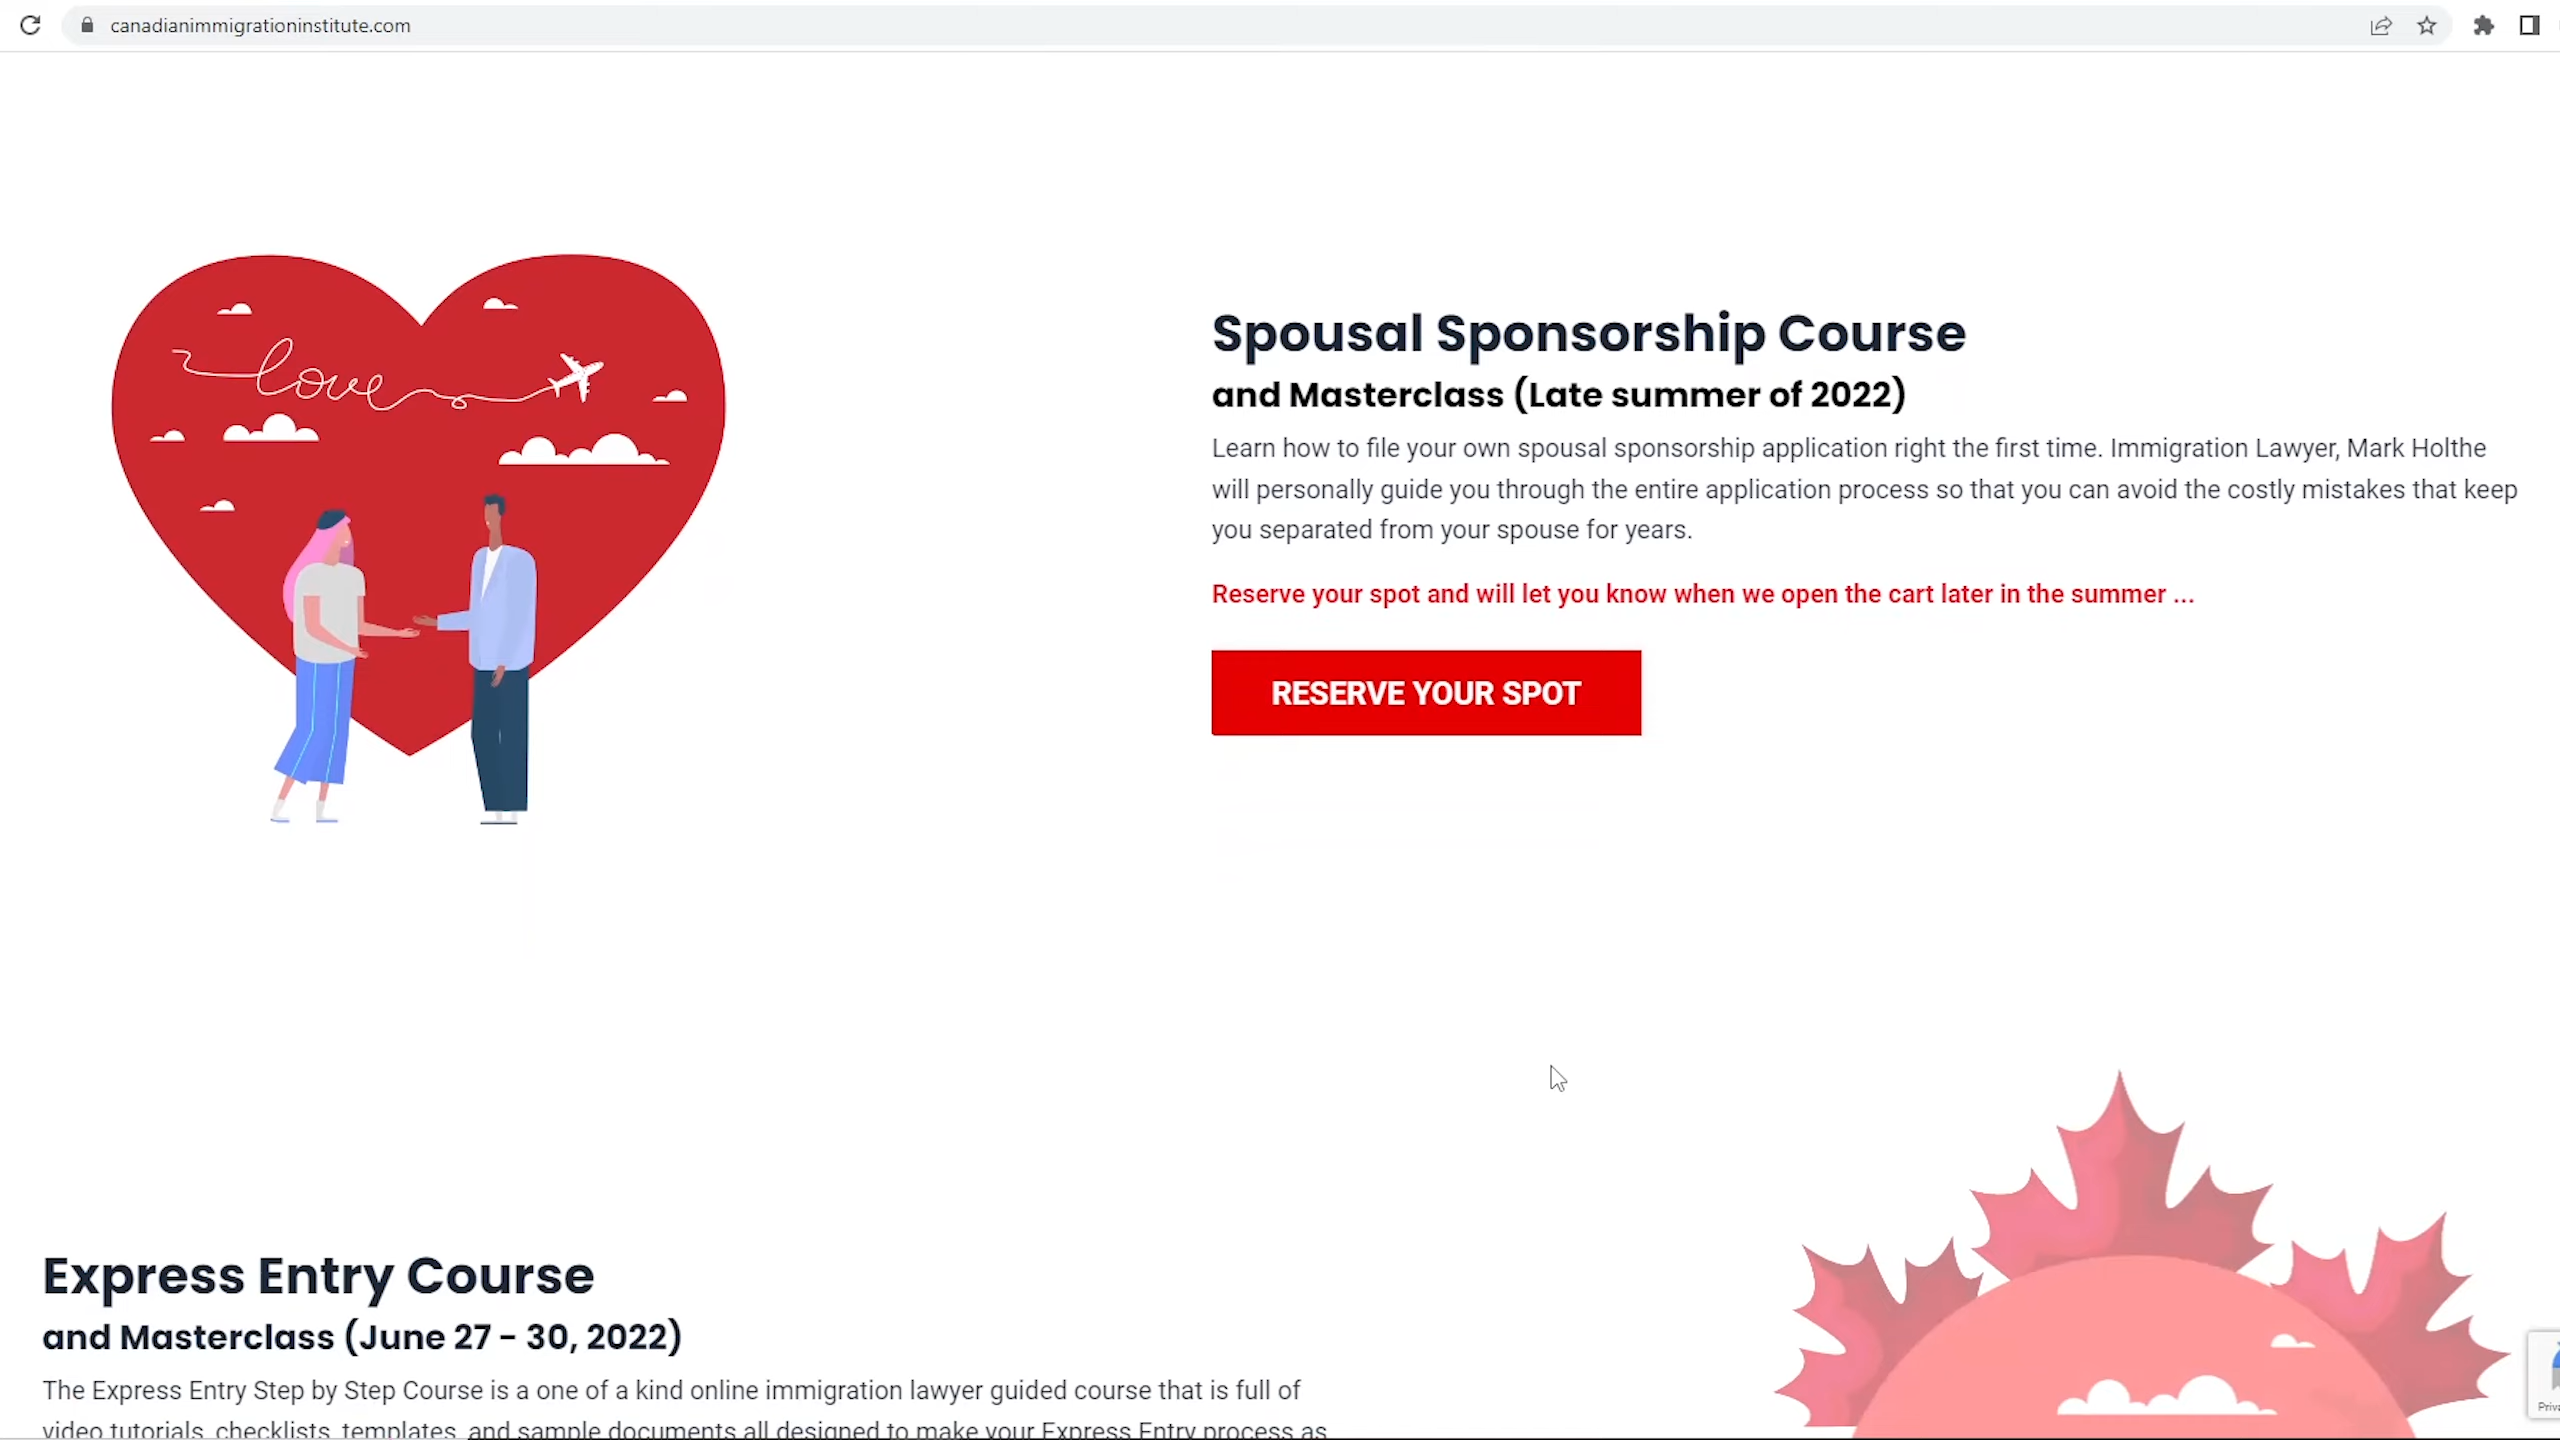 canadianimmigrationinstitute.com
love
Spousal Sponsorship Course
and Masterclass (Late summer of 2022)
Learn how to file your own spousal sponsorship application right the first time. Immigration Lawyer, Mark Holthe
will personally guide you through the entire application process so that you can avoid the costly mistakes that keep
you separated from your spouse for years.
Reserve your spot and will let you know when we open the cart later in the summer ...
RESERVE YOUR SPOT
Express Entry Course
and Masterclass (June 27 - 30, 2022)
The Express Entry Step by Step Course is a one of a kind online immigration lawyer guided course that is full of
video tutorials, checklists, templates, and sample documents all designed to make your Express Entry process as